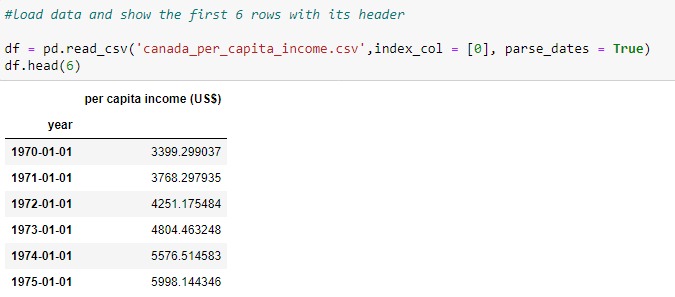 #load data and show the first 6 rows with its header
df = pd.read_csv('canada_per_capita_income.csv',index_col = [0], parse_dates = True)
df.head(6)
per capita income (US$)
year
1970-01-01 3399.299037
1971-01-01 3768.297935
1972-01-01 4251.175484
1973-01-01 4804.463248
1974-01-01 5576.514583
1975-01-01 5998.144346